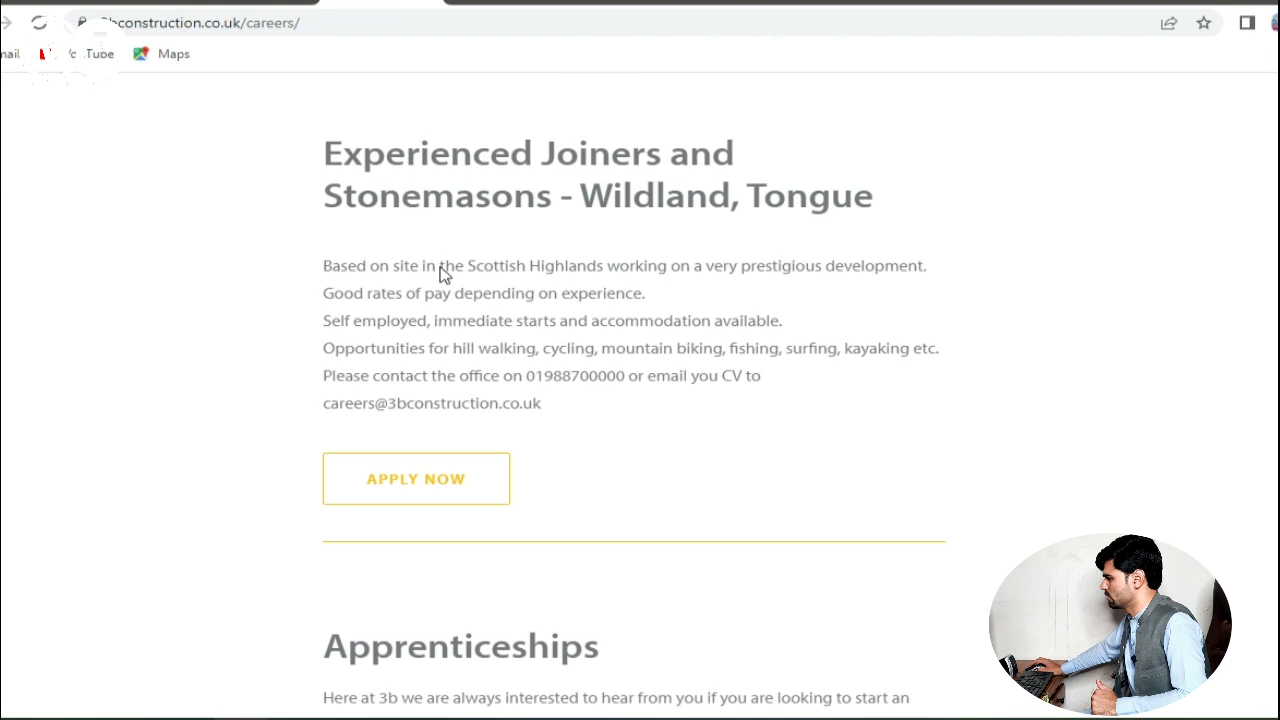 bconstruction.co.uk/careers/
Maps
Experienced Joiners and
Stonemasons - Wildland, Tongue
Based on site in the Scottish Highlands working on a very prestigious development.
Good rates of pay depending on experience.
Self employed, immediate starts and accommodation available.
Opportunities for hill walking, cycling, mountain biking, fishing, surfing, kayaking etc.
Please contact the office on 01988700000 or email you CV to
careers@3bconstruction.co.uk
APPLY NOW
Apprenticeships
Here at 3b we are always interested to hear from you if you are looking to start an